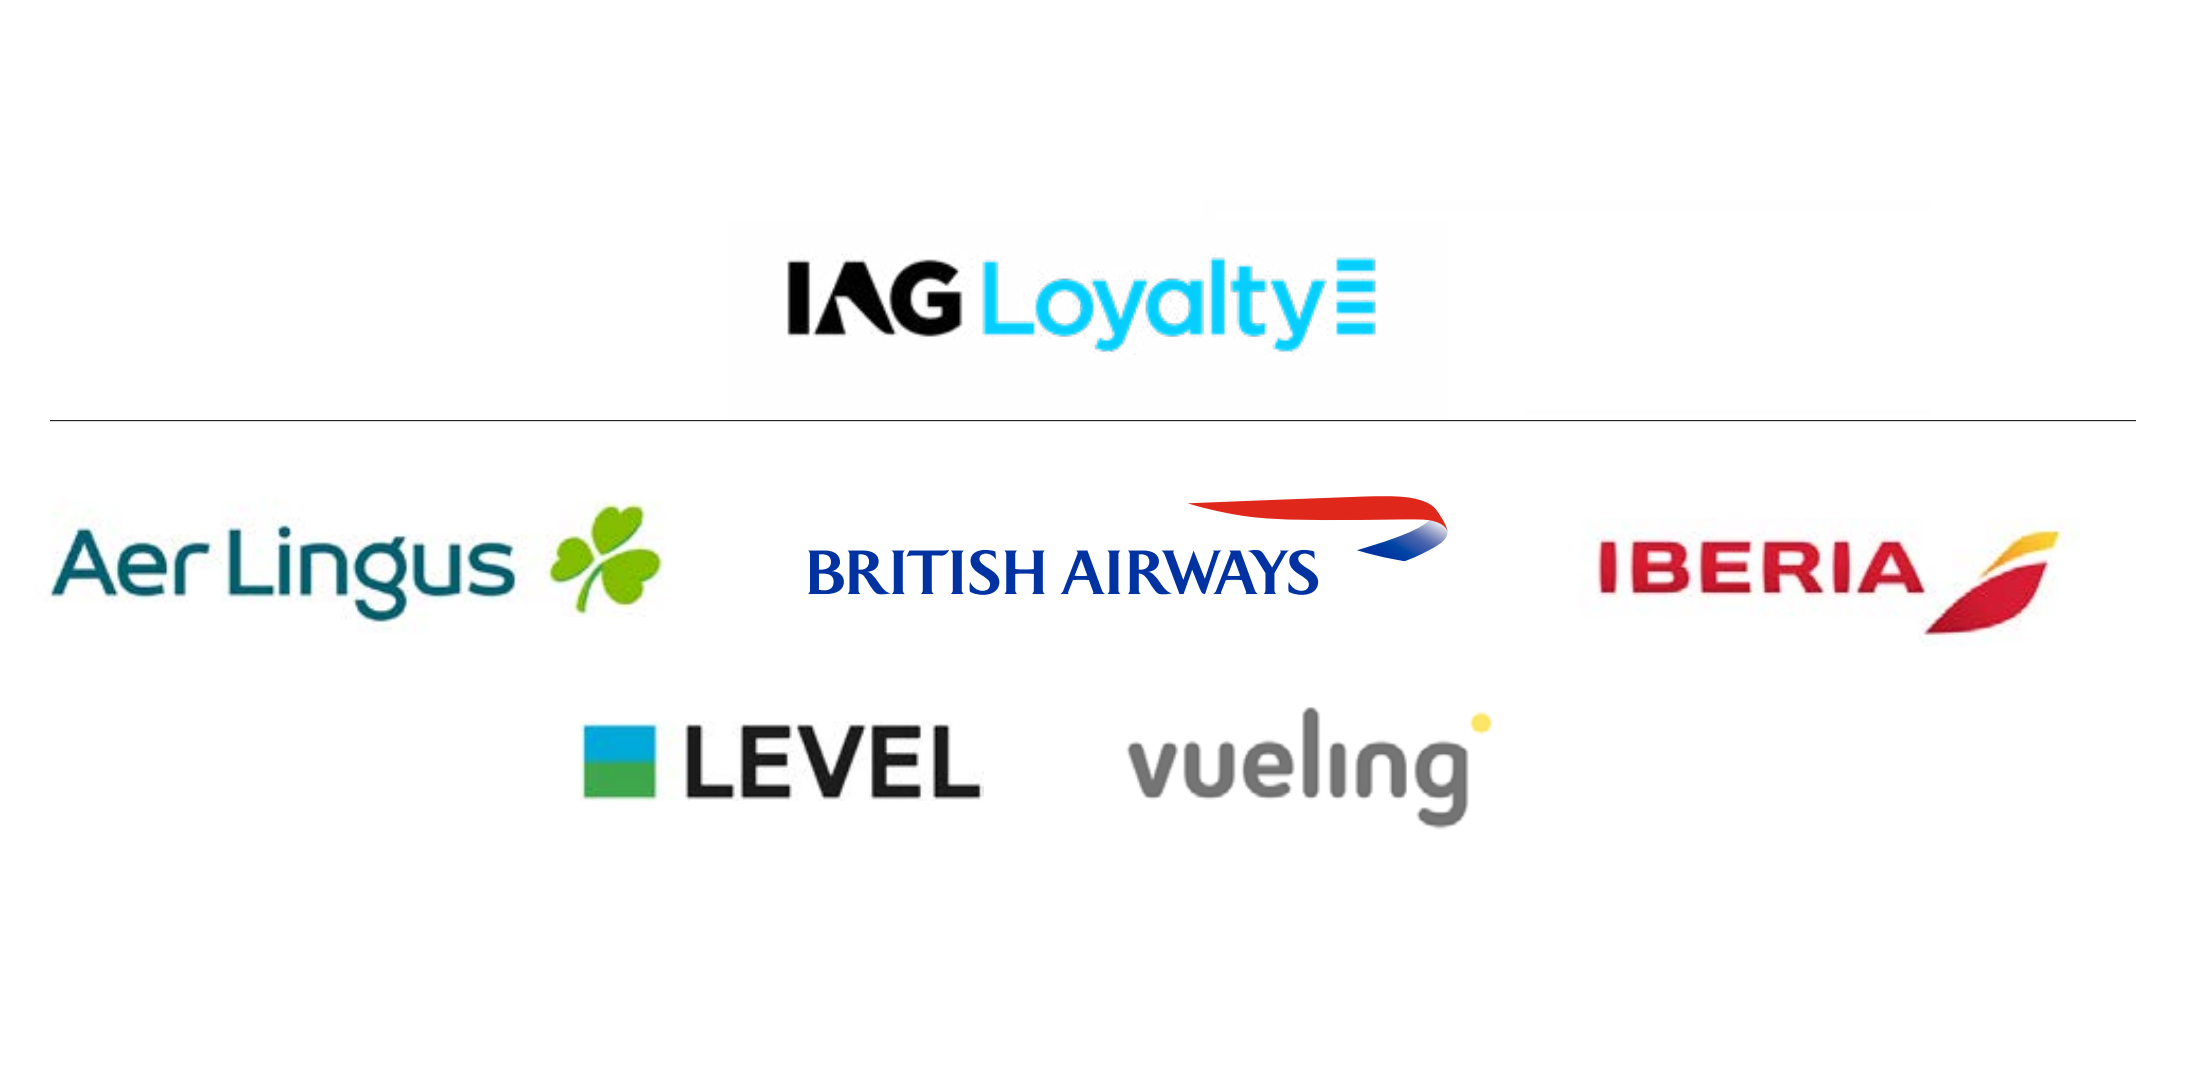 IAG Loyalty
Aer Lingus
BRITISH AIRWAYS
IBERIA
LEVEL
vueling